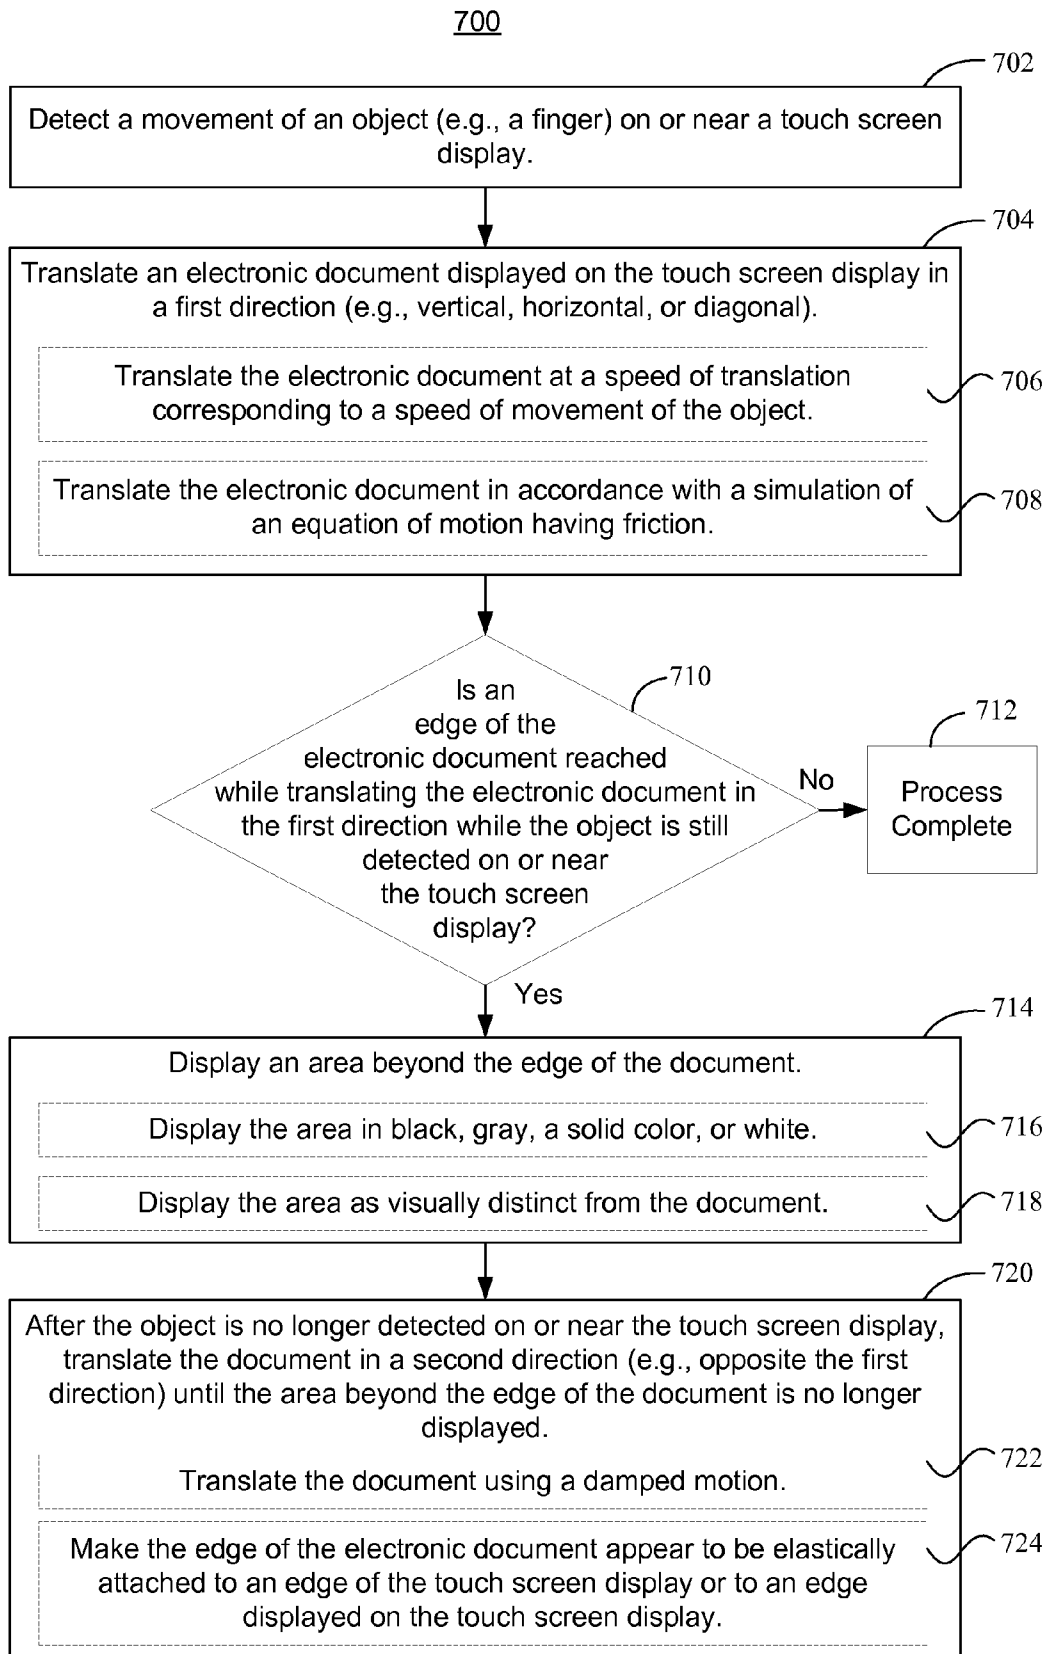 700
702
Detect a movement of an object (e.g., a finger) on or near a touch screen
display.
704
Translate an electronic document displayed on the touch screen display in
a first direction (e.g., vertical, horizontal, or diagonal).
Translate the electronic document at a speed of translation
corresponding to a speed of movement of the object.
706
Translate the electronic document in accordance with a simulation of
an equation of motion having friction.
708
710
Is an
edge of the
electronic document reached
while translating the electronic document in
the first direction while the object is still
detected on or near
the touch screen
display?
No
712
Process
Complete
Yes
714
Display an area beyond the edge of the document.
Display the area in black, gray, a solid color, or white.
716
Display the area as visually distinct from the document.
718
720
After the object is no longer detected on or near the touch screen display,
translate the document in a second direction (e.g., opposite the first
direction) until the area beyond the edge of the document is no longer
displayed.
Translate the document using a damped motion.
722
Make the edge of the electronic document appear to be elastically
attached to an edge of the touch screen display or to an edge
displayed on the touch screen display.
724